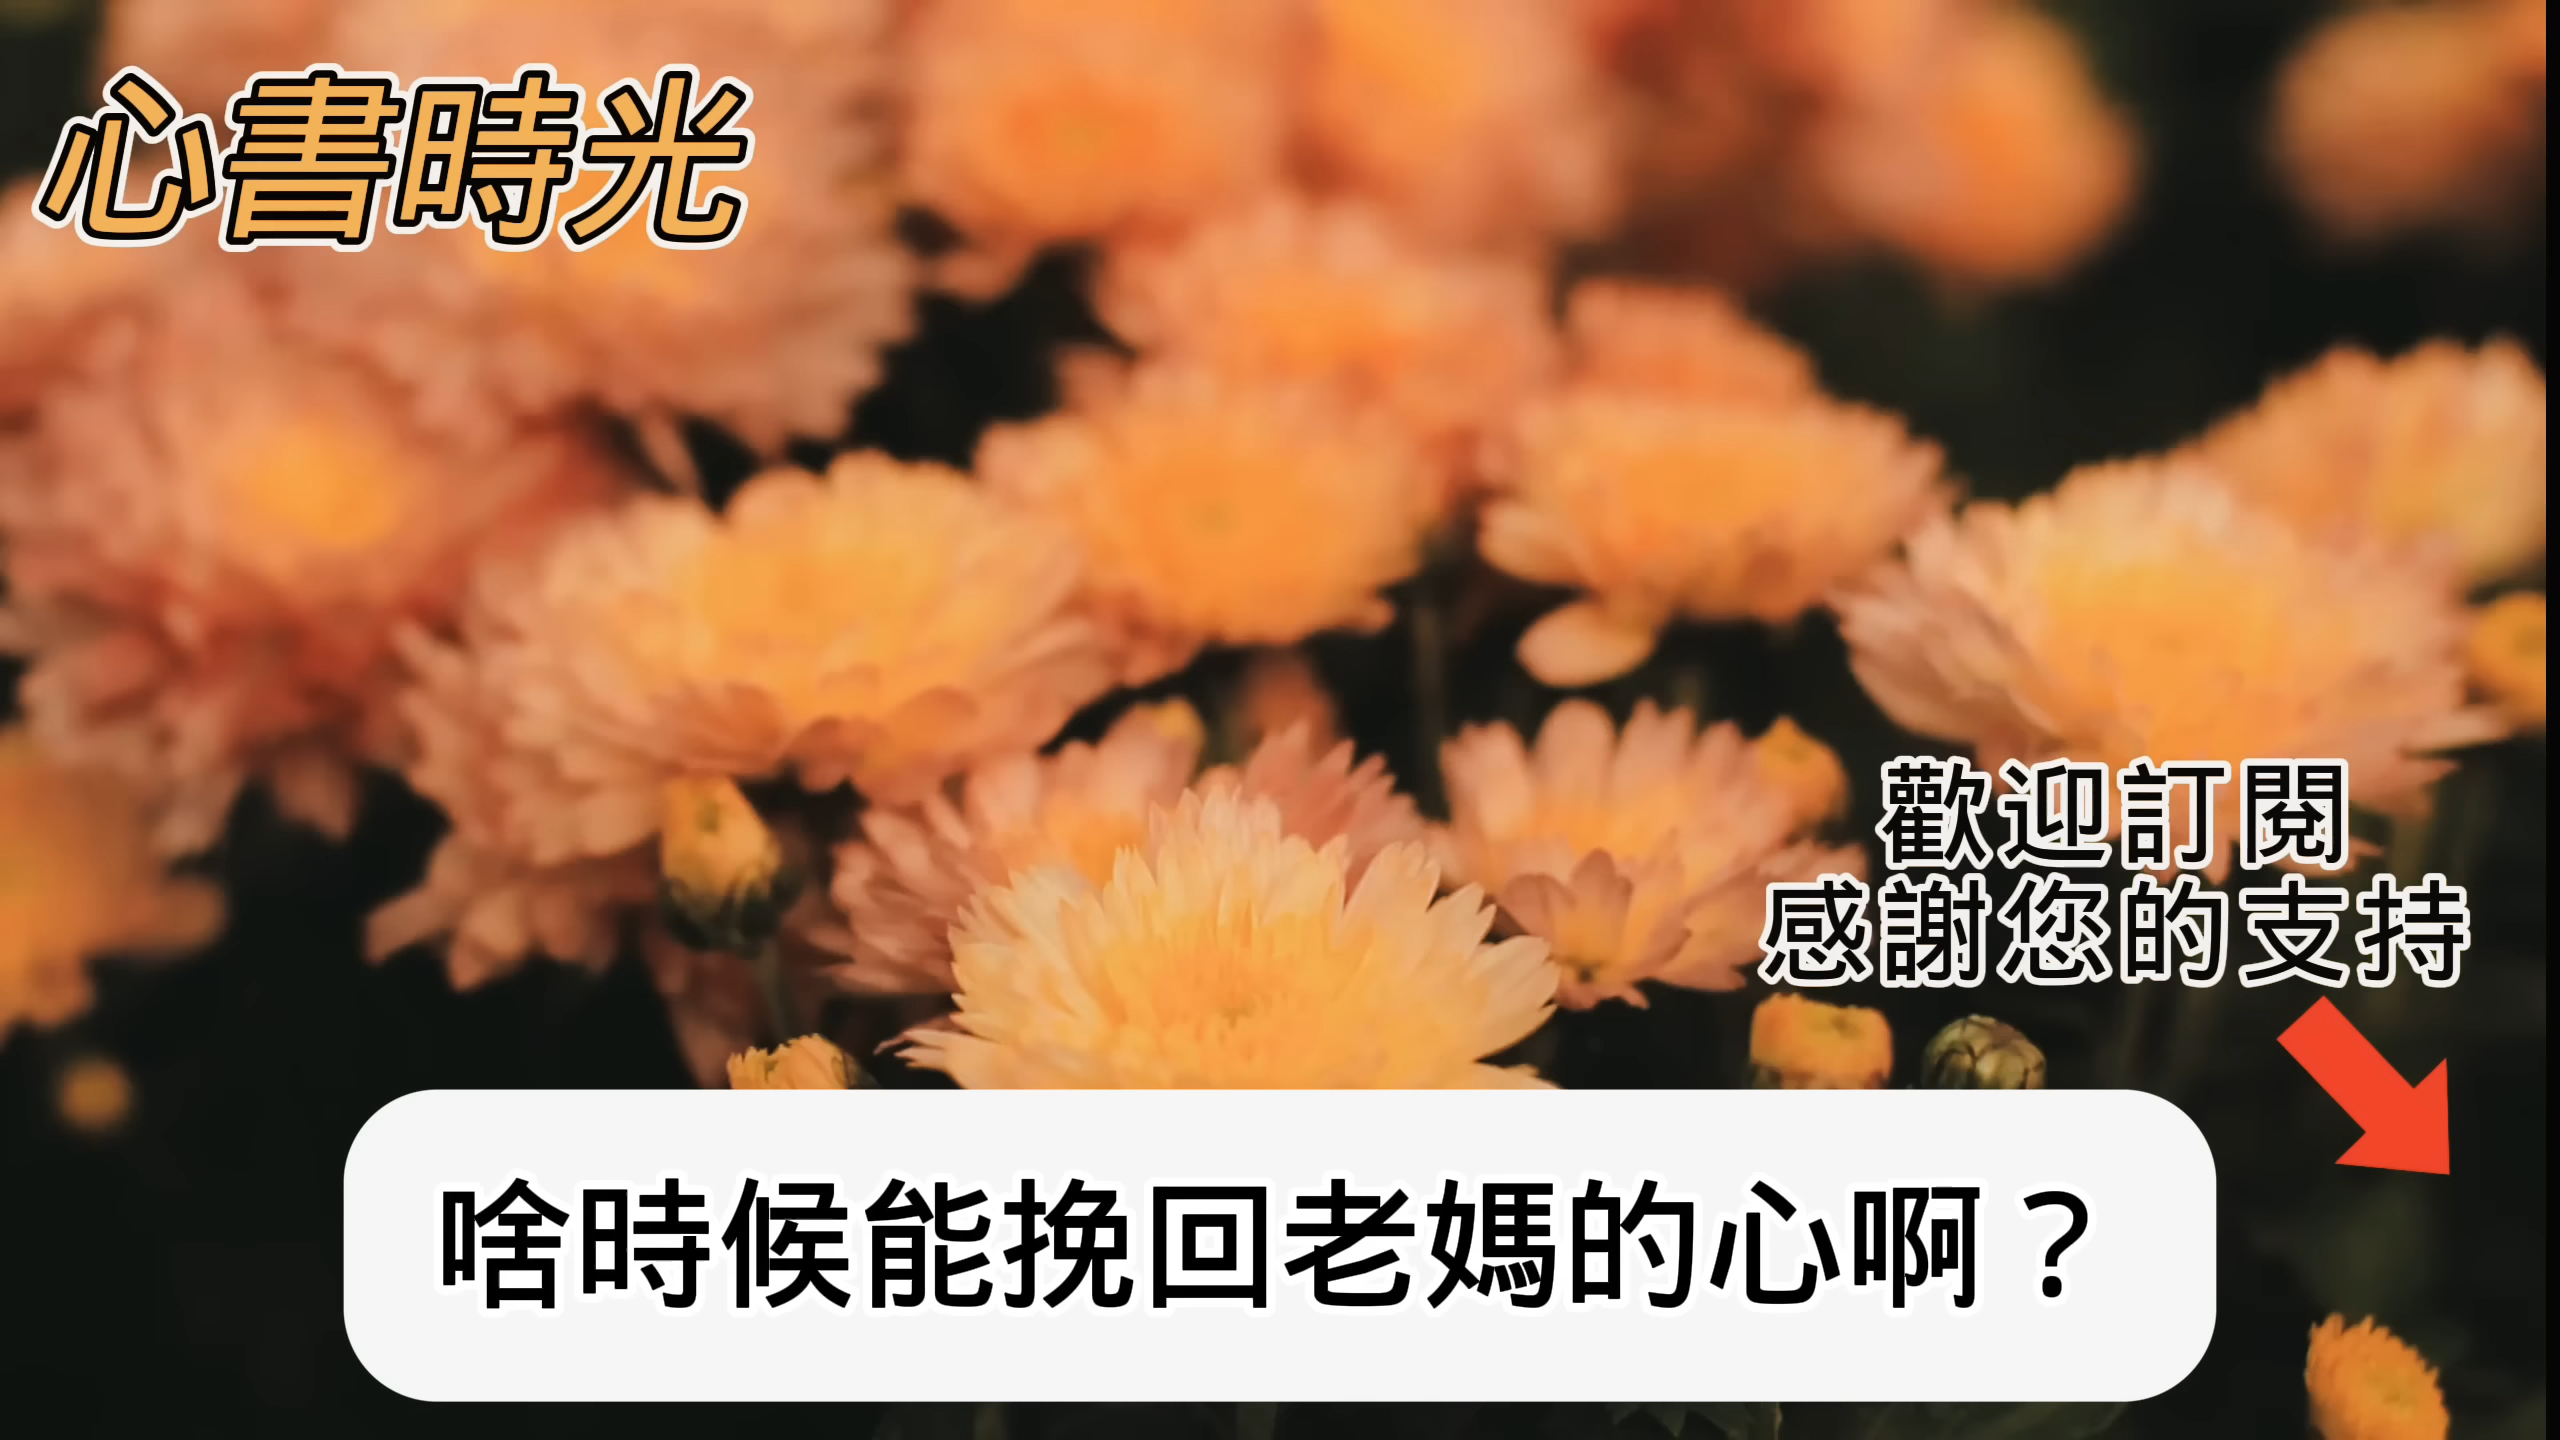 心書時光
歡迎訂閱
感謝您的支持
啥時候能挽回老媽的心啊？